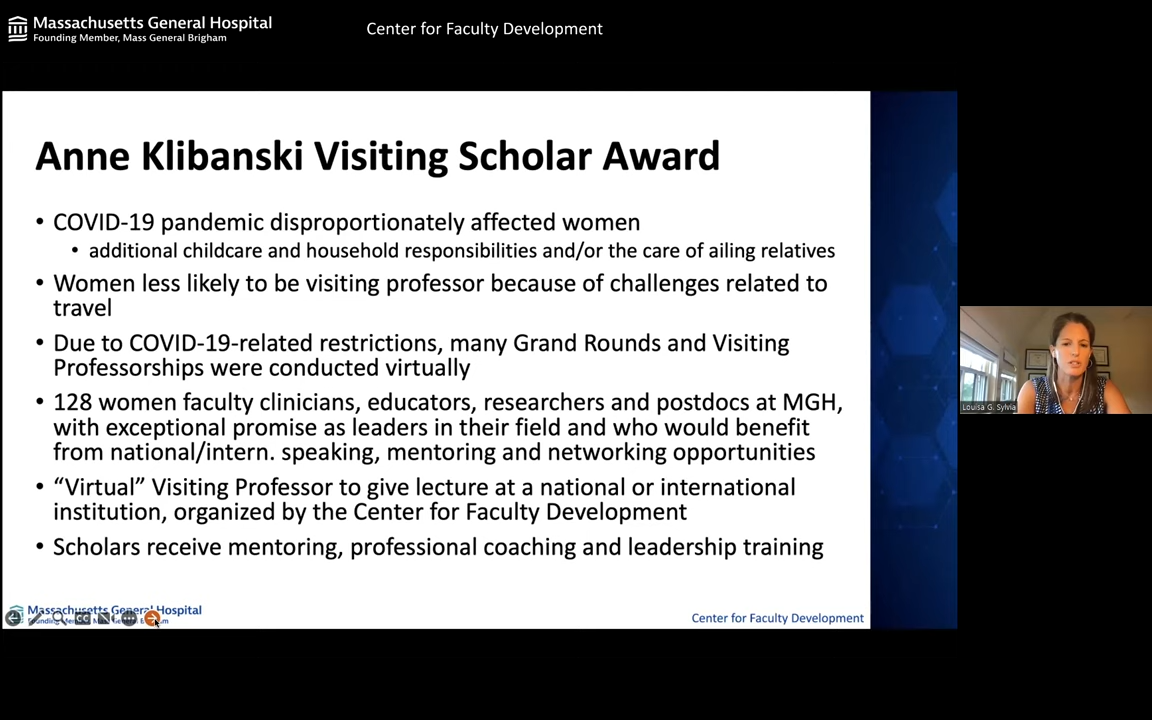 Massachusetts General Hospital
Founding Member, Mass General Brigham
Center for Faculty Development
Anne Klibanski Visiting Scholar Award
• COVID-19 pandemic disproportionately affected women
• additional childcare and household responsibilities and/or the care of ailing relatives
• Women less likely to be visiting professor because of challenges related to
travel
• Due to COVID-19-related restrictions, many Grand Rounds and Visiting
Professorships were conducted virtually
• 128 women faculty clinicians, educators, researchers and postdocs at MGH,
with exceptional promise as leaders in their field and who would benefit
from national/intern. speaking, mentoring and networking opportunities
• “Virtual” Visiting Professor to give lecture at a national or international
institution, organized by the Center for Faculty Development
• Scholars receive mentoring, professional coaching and leadership training
Louisa G. Sylvia
Massachusetts General Hospital
Center for Faculty Development